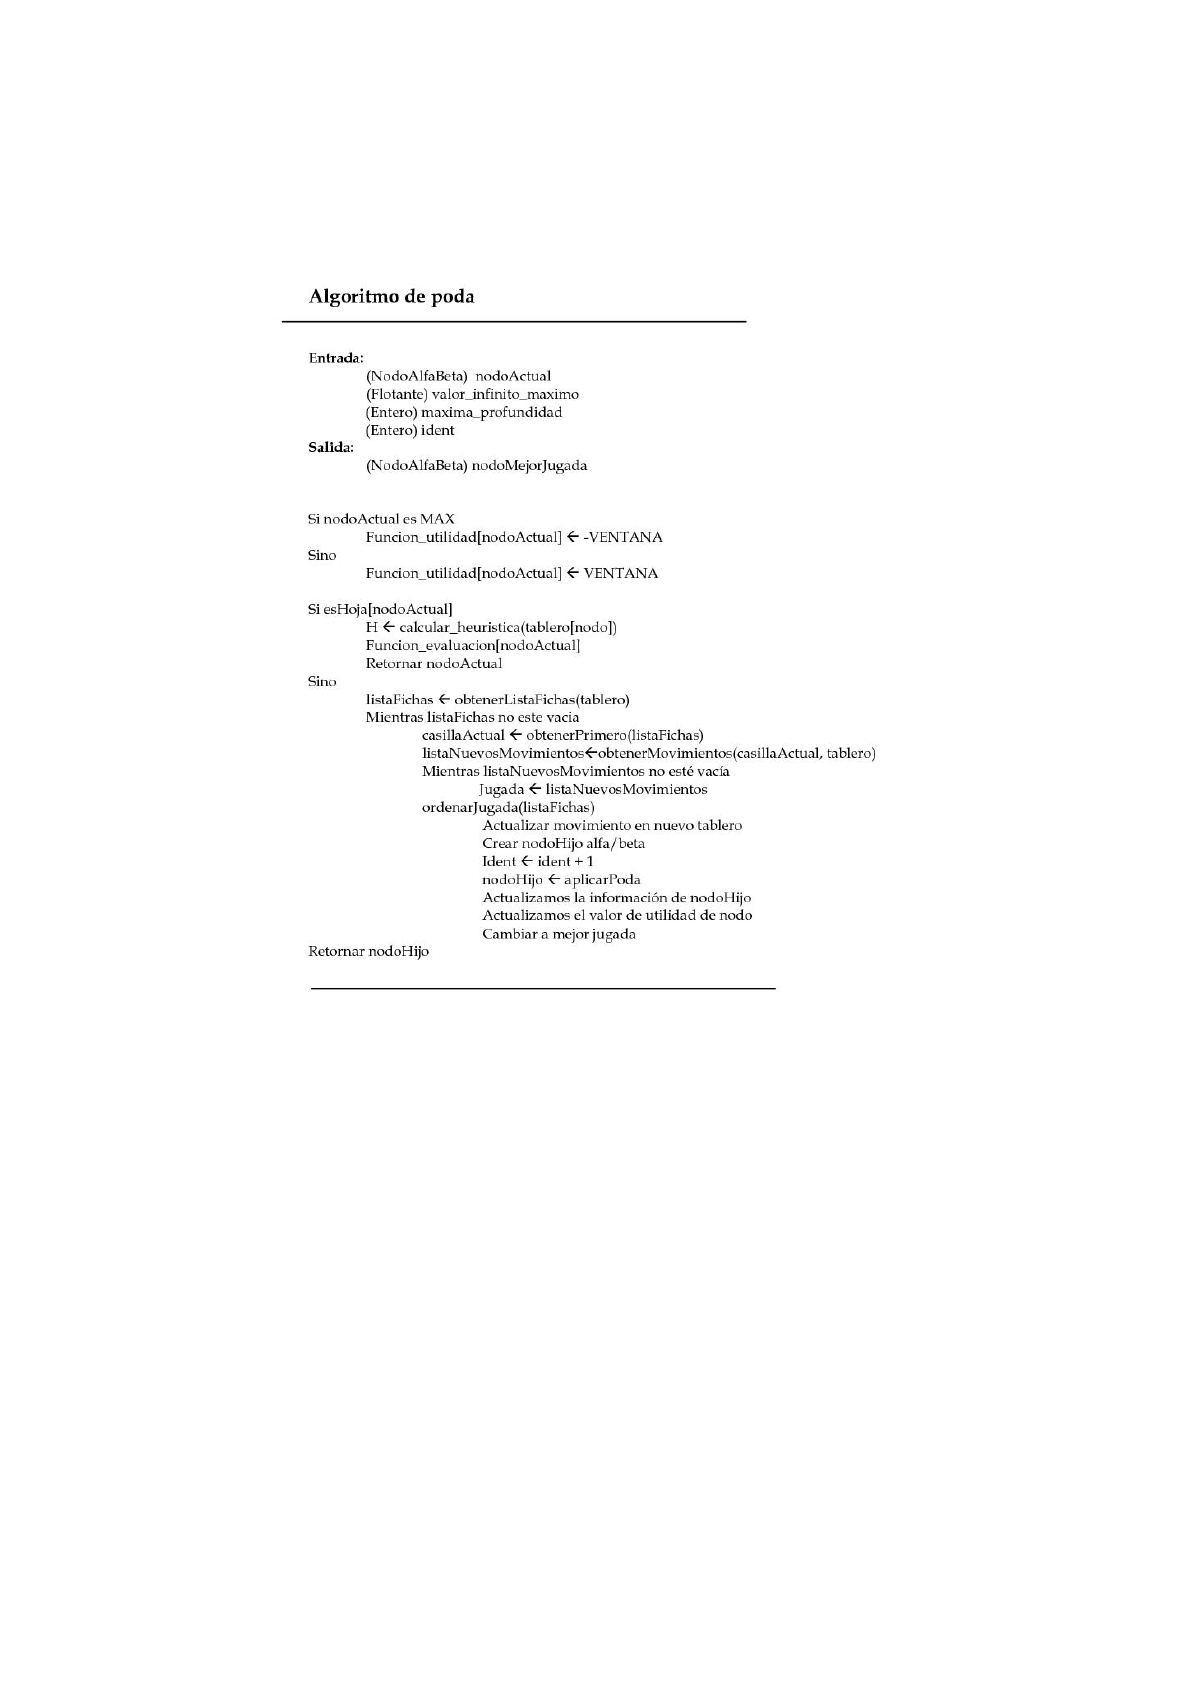 Algoritmo de poda
Entrada:
(NodoAlfaBeta) nodoActual
(Flotante) valor_infinito_maximo
(Entero) maxima_profundidad
(Entero) ident
Salida:
(NodoAlfaBeta) nodoMejorJugada
Si nodoActual es MAX
Funcion_utilidad[nodoActual] ← -VENTANA
Sino
Funcion_utilidad[nodoActual] ← VENTANA
Si esHoja[nodoActual]
H ← calcular_heuristica(tablero[nodo])
Funcion_evaluacion[nodoActual]
Retornar nodoActual
Sino
listaFichas ← obtenerListaFichas(tablero)
Mientras listaFichas no este vacia
casillaActual ← obtenerPrimero(listaFichas)
listaNuevosMovimientos←obtenerMovimientos(casillaActual, tablero)
Mientras listaNuevosMovimientos no esté vacía
Jugada ← listaNuevosMovimientos
ordenarJugada(listaFichas)
Actualizar movimiento en nuevo tablero
Crear nodoHijo alfa/beta
Ident ← ident + 1
nodoHijo ← aplicarPoda
Actualizamos la información de nodoHijo
Actualizamos el valor de utilidad de nodo
Cambiar a mejor jugada
Retornar nodoHijo